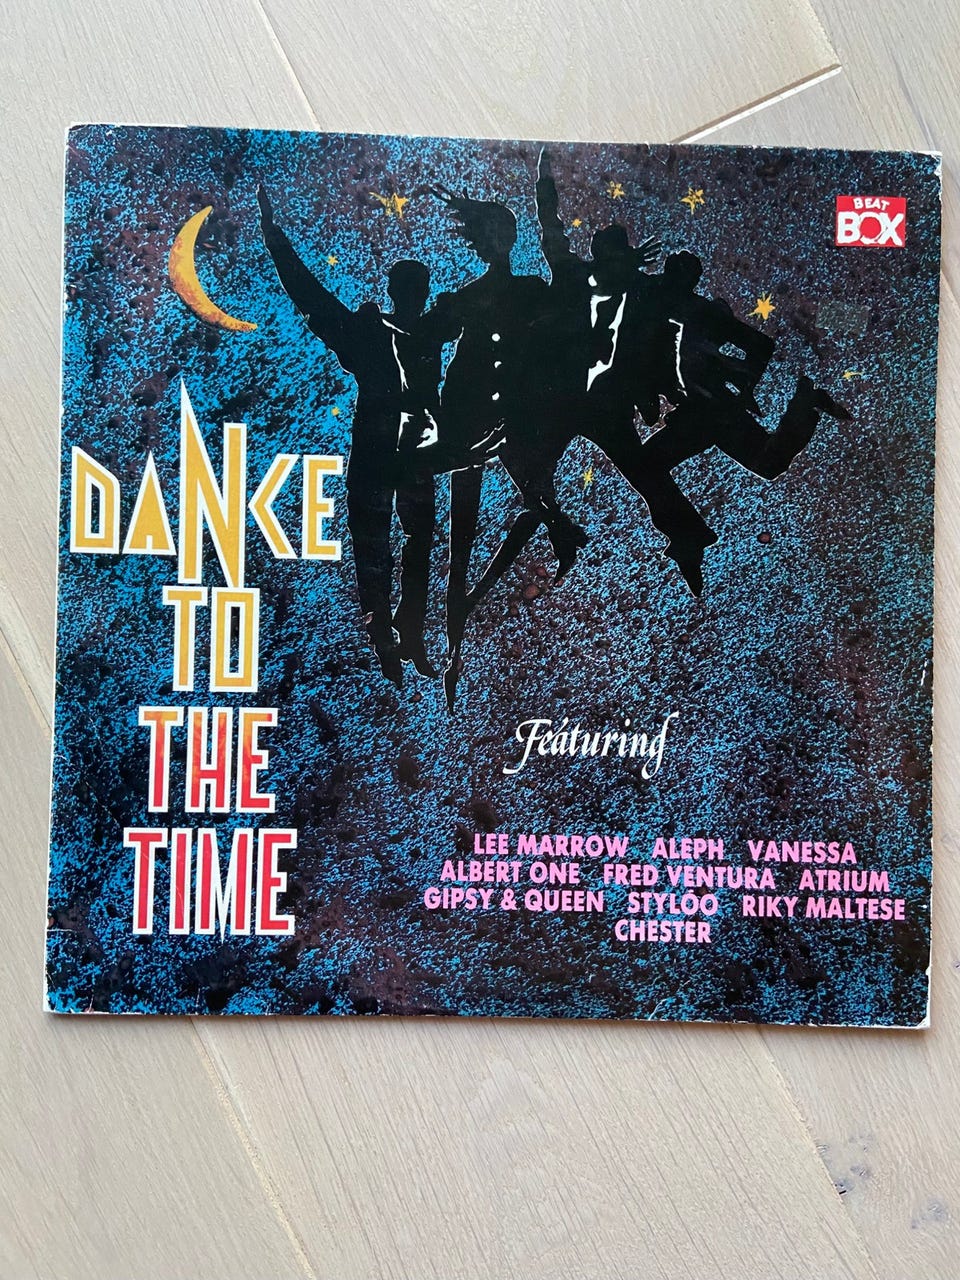 BEAT
BOX
DANCE
TO
THE
TIME
Featuring
LEE MARROW ALEPH VANESSA
ALBERT ONE FRED VENTURA ATRIUM
GIPSY & QUEEN STYLOO RIKY MALTESE
CHESTER